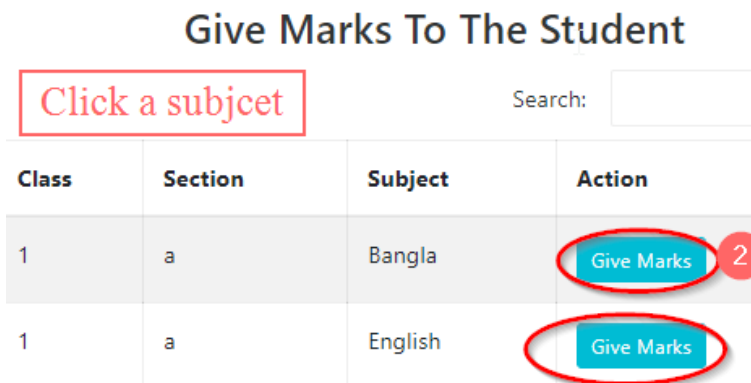 Give Marks To The Student
Click a subjcet
Search:
Class Section Subject Action
1 a Bangla Give Marks 2
1 a English Give Marks